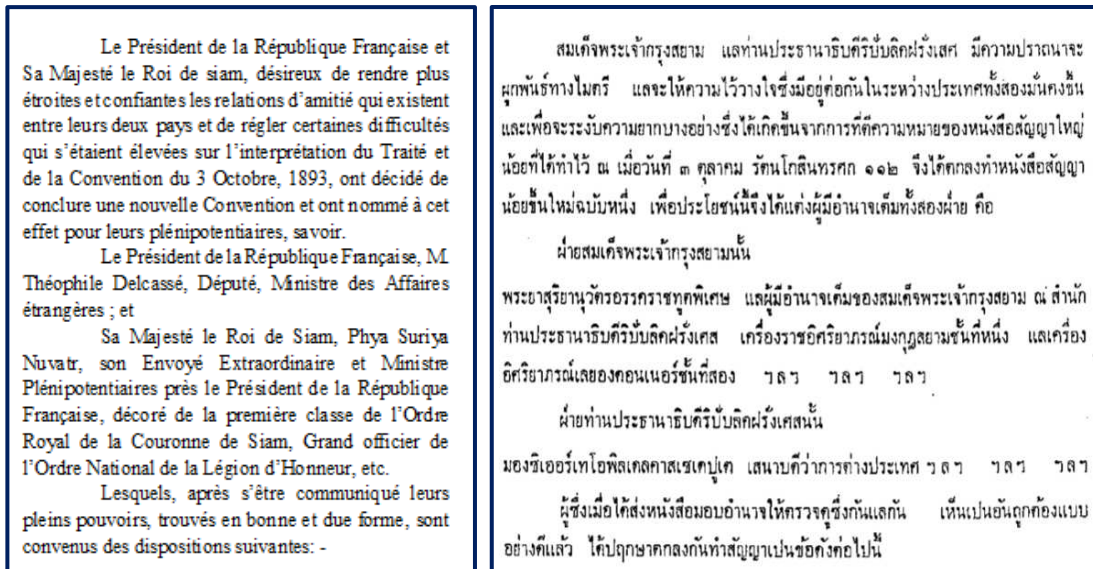 Le Président de la République Française et
Sa Majesté le Roi de siam, désireux de rendre plus
étroites et confiantes les relations d'amitié qui existent
entre leurs deux pays et de régler certaines difficultés
qui s'étaient élevées sur l'interprétation du Traité et
de la Convention du 3 Octobre, 1893, ont décidé de
conclure une nouvelle Convention et ont nommé à cet
effet pour leurs plénipotentiaires, savoir.
Le Président de la République Française, M.
Théophile Delcassé, Député, Ministre des Affaires
étrangères ; et
Sa Majesté le Roi de Siam, Phya Suriya
Nuvatr, son Envoyé Extraordinaire et Ministre
Plénipotentiaires près le Président de la République
Française, décoré de la première classe de l'Ordre
Royal de la Couronne de Siam, Grand officier de
l'Ordre National de la Légion d'Honneur, etc.
Lesquels, après s'être communiqué leurs
pleins pouvoirs, trouvés en bonne et due forme, sont
convenus des dispositions suivantes: -
สมเด็จพระเจ้ากรุงสยาม แลท่านประธานาธิบดีริปับลิคฝรั่งเสศ มีความปราถนาจะ
ผูกพันธ์ทางไมตรี แลจะให้ความไว้วางใจซึ่งมีอยู่ต่อกันในระหว่างประเทศทั้งสองมั่นคงขึ้น
และเพื่อจะระงับความยากบางอย่างซึ่งได้เกิดขึ้นจากการที่ตีความหมายของหนังสือสัญญาใหญ่
น้อยที่ได้ทำไว้ ณ เมื่อวันที่ ๓ ตุลาคม รัตนโกสินทรศก ๑๑๒ จึงได้ตกลงทำหนังสือสัญญา
น้อยขึ้นใหม่ฉบับหนึ่ง เพื่อประโยชน์นี้จึงได้แต่งผู้มีอำนาจเต็มทั้งสองฝ่าย คือ
ฝ่ายสมเด็จพระเจ้ากรุงสยามนั้น
พระยาสุริยานุวัตรอรรคราชทูตพิเศษ แลผู้มีอำนาจเต็มของสมเด็จพระเจ้ากรุงสยาม ณ สำนัก
ท่านประธานาธิบดีริปับลิคฝรั่งเศส เครื่องราชอิศริยาภรณ์มงกุฎสยามชั้นที่หนึ่ง แลเครื่อง
อิศริยาภรณ์เลยองดอนเนอร์ชั้นที่สอง ฯลฯ ฯลฯ ฯลฯ
ฝ่ายท่านประธานาธิบดีริปับลิคฝรั่งเศสนั้น
มองซิเออร์เทโอพิลเดลคาสเซเดปูเต เสนาบดีว่าการต่างประเทศ ฯลฯ ฯลฯ ฯลฯ
ผู้ซึ่งเมื่อได้ส่งหนังสือมอบอำนาจให้ตรวจดูซึ่งกันแลกัน เห็นเปนอันถูกต้องแบบ
อย่างดีแล้ว ได้ปฤกษาตกลงกันทำสัญญาเปนข้อดังต่อไปนี้